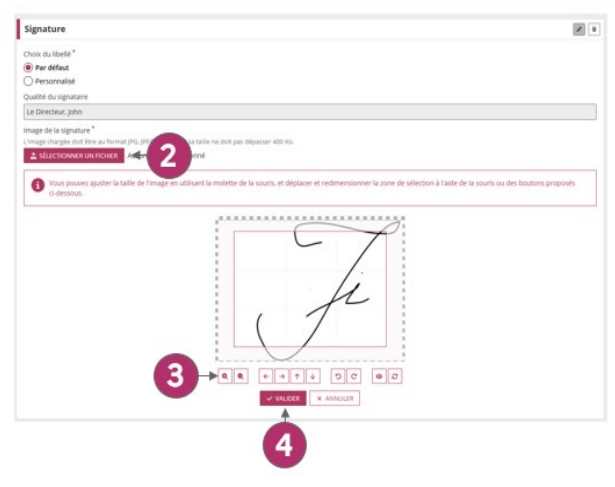 Signature
Choix du libellé *
Par défaut
Personnalisé
Qualité du signataire
Le Directeur, John
Image de la signature *
L'image chargée doit être au format JPG, JPE sa taille ne doit pas dépasser 400 Ko.
SÉLECTIONNER UN FICHIER
2
Vous pouvez ajuster la taille de l'image en utilisant la molette de la souris, et déplacer et redimensionner la zone de sélection à l'aide de la souris ou des boutons proposés
ci-dessous.
3
VALIDER ANNULER
4